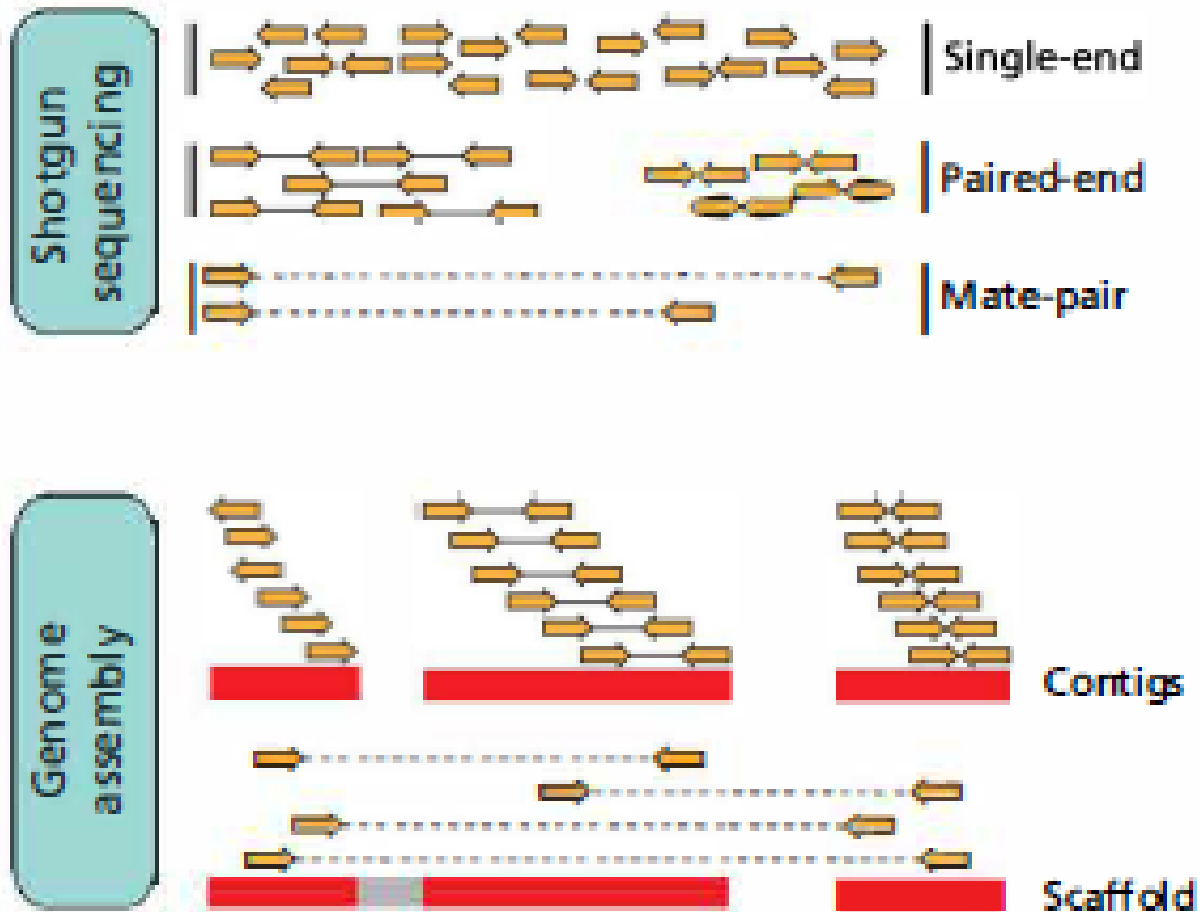 Shotgun
sequencing
Single-end
Paired-end
Mate-pair
Genome
assembly
Contigs
Scaffold